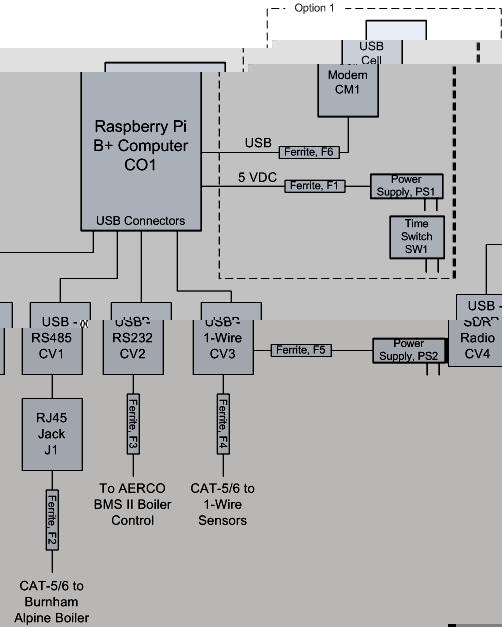 Option 1
USB
Cell
Modem
CM1
Raspberry Pi
B+ Computer
CO1
USB Connectors
USB
Ferrite, F6
5 VDC
Ferrite, F1
Power
Supply, PS1
Time
Switch
SW1
USB -
RS485
CV1
USB-
RS232
CV2
USB-
1-Wire
CV3
Ferrite, F5
Power
Supply, PS2
USB -
SDR
Radio
CV4
RJ45
Jack
J1
Ferrite, F3
Ferrite, F4
To AERCO
BMS II Boiler
Control
CAT-5/6 to
1-Wire
Sensors
Ferrite, F2
CAT-5/6 to
Burnham
Alpine Boiler